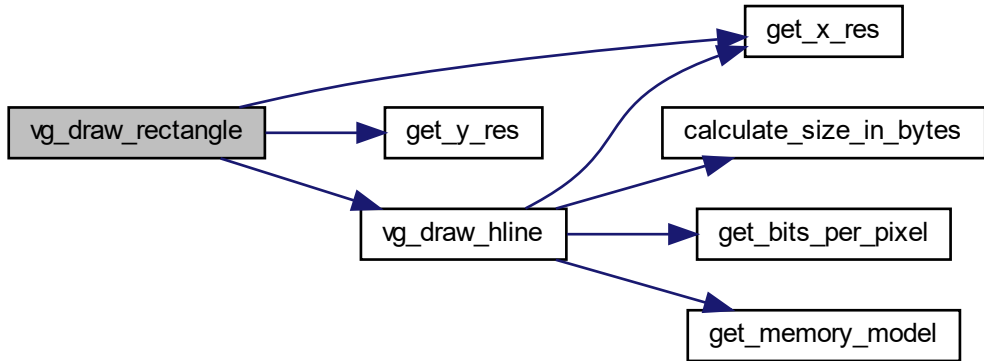 get_x_res
vg_draw_rectangle
get_y_res
calculate_size_in_bytes
vg_draw_hline
get_bits_per_pixel
get_memory_model